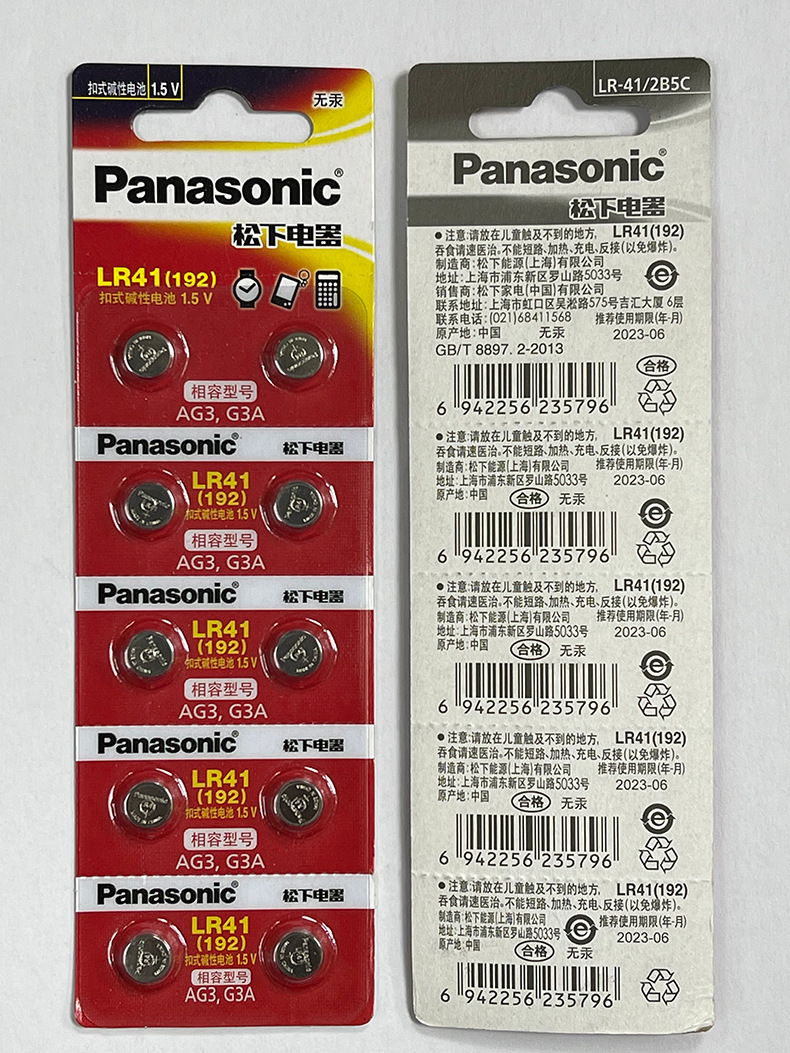 扣式碱性电池 1.5 V
无汞
Panasonic®
松下电器
LR41(192)
扣式碱性电池 1.5 V
相容型号
AG3, G3A
Panasonic® 松下电器
LR41
(192)
扣式碱性电池 1.5 V
相容型号
AG3, G3A
Panasonic® 松下电器
LR41
(192)
扣式碱性电池 1.5 V
相容型号
AG3, G3A
Panasonic® 松下电器
LR41
(192)
扣式碱性电池 1.5 V
相容型号
AG3, G3A
Panasonic® 松下电器
LR41
(192)
扣式碱性电池 1.5 V
相容型号
AG3, G3A
LR-41/2B5C
Panasonic®
松下电器
●注意:请放在儿童触及不到的地方, LR41(192)
吞食请速医治。不能短路、加热、充电、反接(以免爆炸)。
制造商:松下能源(上海)有限公司
地址:上海市浦东新区罗山路5033号
销售商:松下家电(中国)有限公司
联系地址:上海市虹口区吴淞路575号吉汇大厦 6层
联系电话:(021)68411568 推荐使用期限(年-月)
原产地:中国 无汞 2023-06
GB/T 8897. 2-2013
合格
6 942256 235796
●注意:请放在儿童触及不到的地方, LR41(192)
吞食请速医治。不能短路、加热、充电、反接(以免爆炸)。
制造商:松下能源(上海)有限公司 推荐使用期限(年-月)
地址:上海市浦东新区罗山路5033号 2023-06
原产地:中国 合格 无汞
6 942256 235796
●注意:请放在儿童触及不到的地方, LR41(192)
吞食请速医治。不能短路、加热、充电、反接(以免爆炸)。
制造商:松下能源(上海)有限公司 推荐使用期限(年-月)
地址:上海市浦东新区罗山路5033号 2023-06
原产地:中国 合格 无汞
6 942256 235796
●注意:请放在儿童触及不到的地方, LR41(192)
吞食请速医治。不能短路、加热、充电、反接(以免爆炸)。
制造商:松下能源(上海)有限公司 推荐使用期限(年-月)
地址:上海市浦东新区罗山路5033号 2023-06
原产地:中国 合格 无汞
6 942256 235796
●注意:请放在儿童触及不到的地方, LR41(192)
吞食请速医治。不能短路、加热、充电、反接(以免爆炸)。
制造商:松下能源(上海)有限公司 推荐使用期限(年-月)
地址:上海市浦东新区罗山路5033号 2023-06
原产地:中国 合格 无汞
6 942256 235796